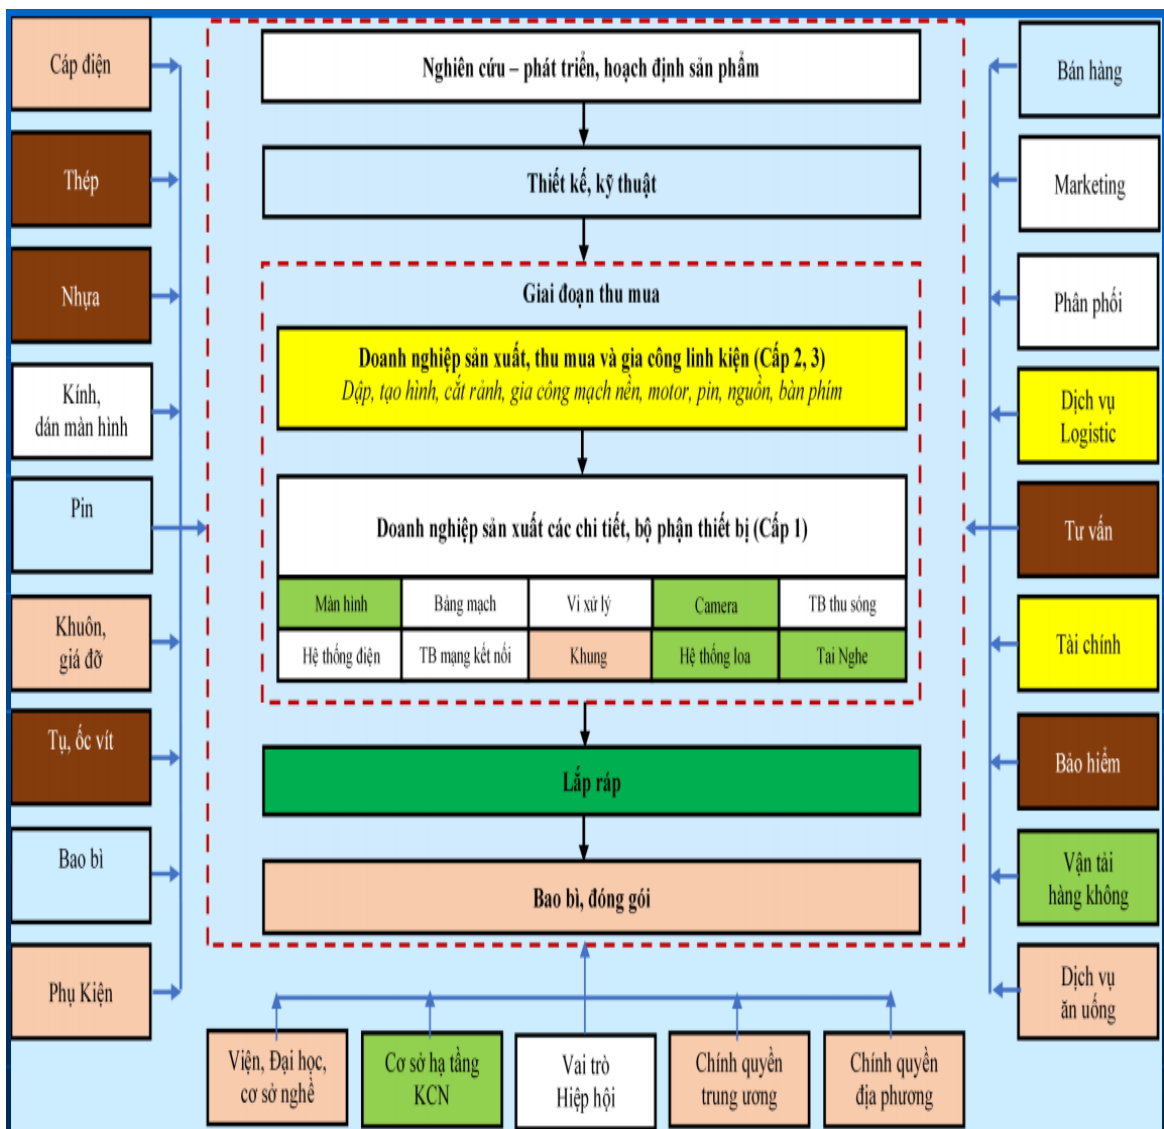 Cáp điện
Thép
Nhựa
Kính,
dán màn hình
Pin
Khuôn,
giá đỡ
Tụ, ốc vít
Bao bì
Phụ Kiện
Nghiên cứu – phát triển, hoạch định sản phẩm
Thiết kế, kỹ thuật
Giai đoạn thu mua
Doanh nghiệp sản xuất, thu mua và gia công linh kiện (Cấp 2, 3)
Dập, tạo hình, cắt rảnh, gia công mạch nền, motor, pin, nguồn, bàn phím
Doanh nghiệp sản xuất các chi tiết, bộ phận thiết bị (Cấp 1)
Màn hình
Bảng mạch
Vi xử lý
Camera
TB thu sóng
Hệ thống điện
TB mạng kết nối
Khung
Hệ thống loa
Tai Nghe
Lắp ráp
Bao bì, đóng gói
Bán hàng
Marketing
Phân phối
Dịch vụ
Logistic
Tư vấn
Tài chính
Bảo hiểm
Vận tải
hàng không
Dịch vụ
ăn uống
Viện, Đại học,
cơ sở nghề
Cơ sở hạ tầng
KCN
Vai trò
Hiệp hội
Chính quyền
trung ương
Chính quyền
địa phương